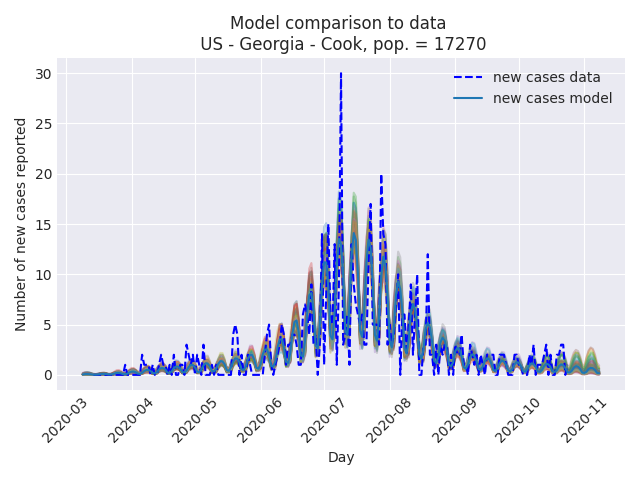 Model comparison to data
US - Georgia - Cook, pop. = 17270
new cases data
new cases model
Number of new cases reported
30
25
20
15
10
5
0
2020-03
2020-04
2020-05
2020-06
2020-07
2020-08
2020-09
2020-10
2020-11
Day